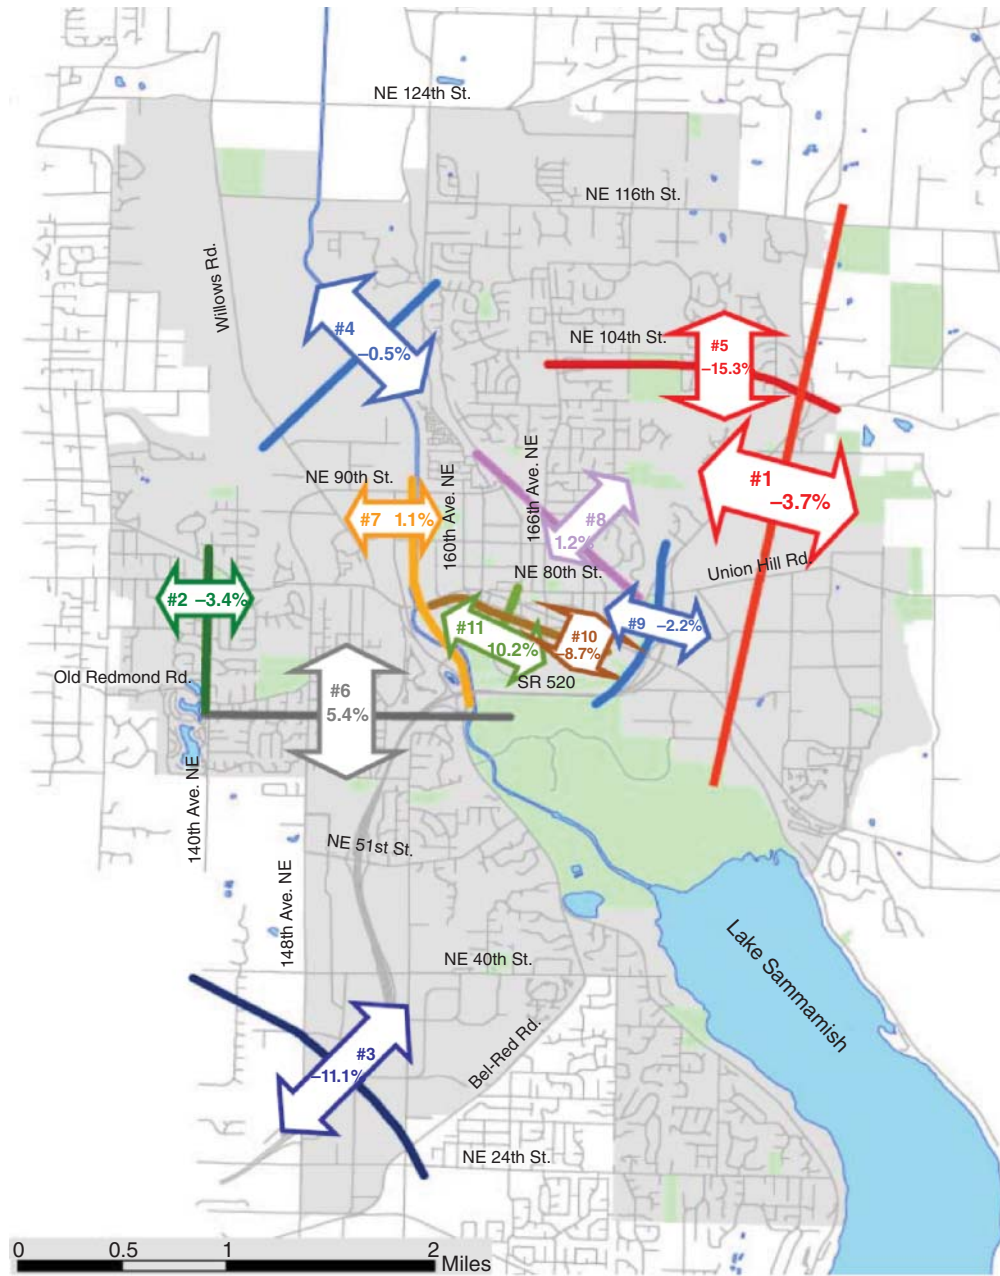 NE 124th St.
NE 116th St.
Willows Rd.
#4
–0.5%
NE 104th St.
#5
–15.3%
#1
–3.7%
NE 90th St.
160th Ave. NE
166th Ave. NE
#7 1.1%
#8
1.2%
NE 80th St.
Union Hill Rd.
#2 –3.4%
#11
10.2%
#10
–8.7%
#9 –2.2%
Old Redmond Rd.
SR 520
#6
5.4%
140th Ave. NE
NE 51st St.
148th Ave. NE
NE 40th St.
Lake Sammamish
#3
–11.1%
Bel-Red Rd.
NE 24th St.
0 0.5 1 2
Miles